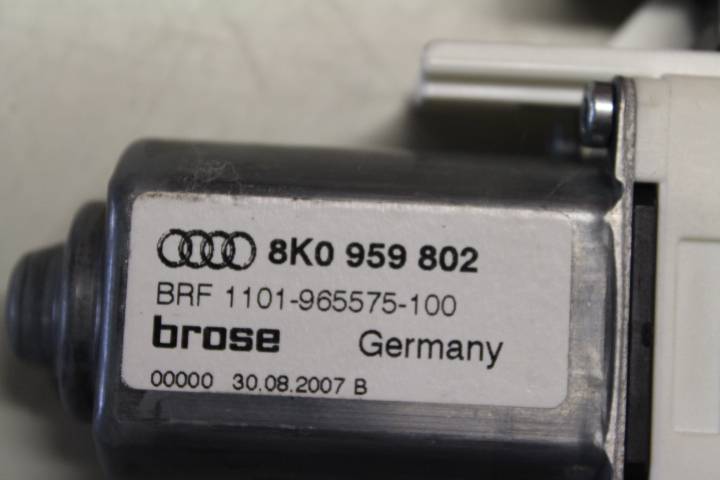 8K0 959 802
BRF 1101-965575-100
brose Germany
00000 30.08.2007 B